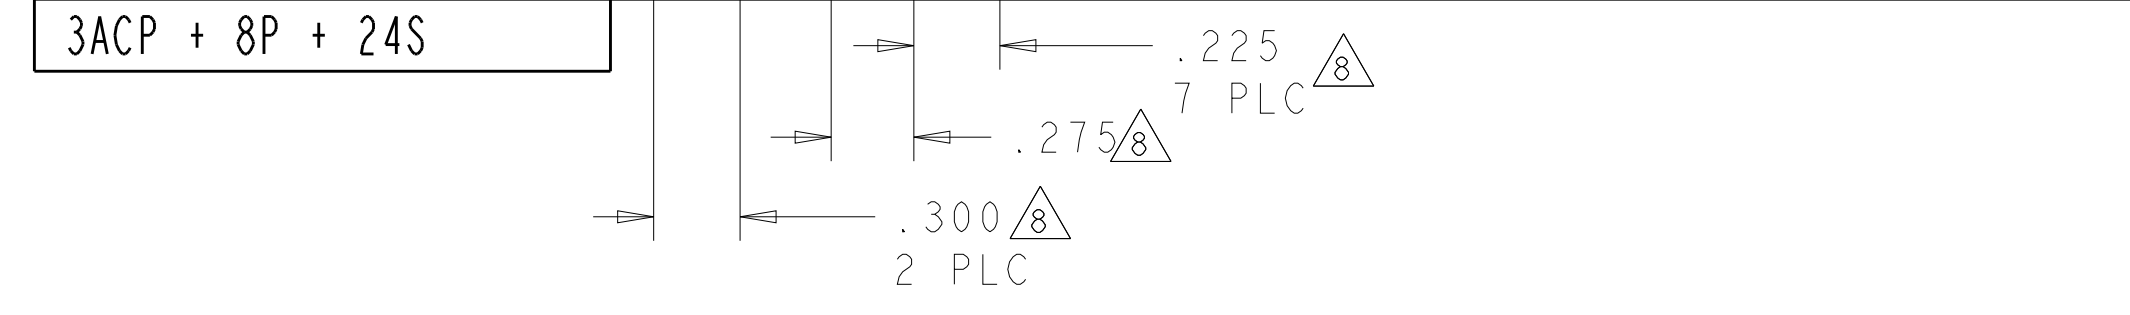 3ACP + 8P + 24S
.225 8
7 PLC
.275 8
.300 8
2 PLC